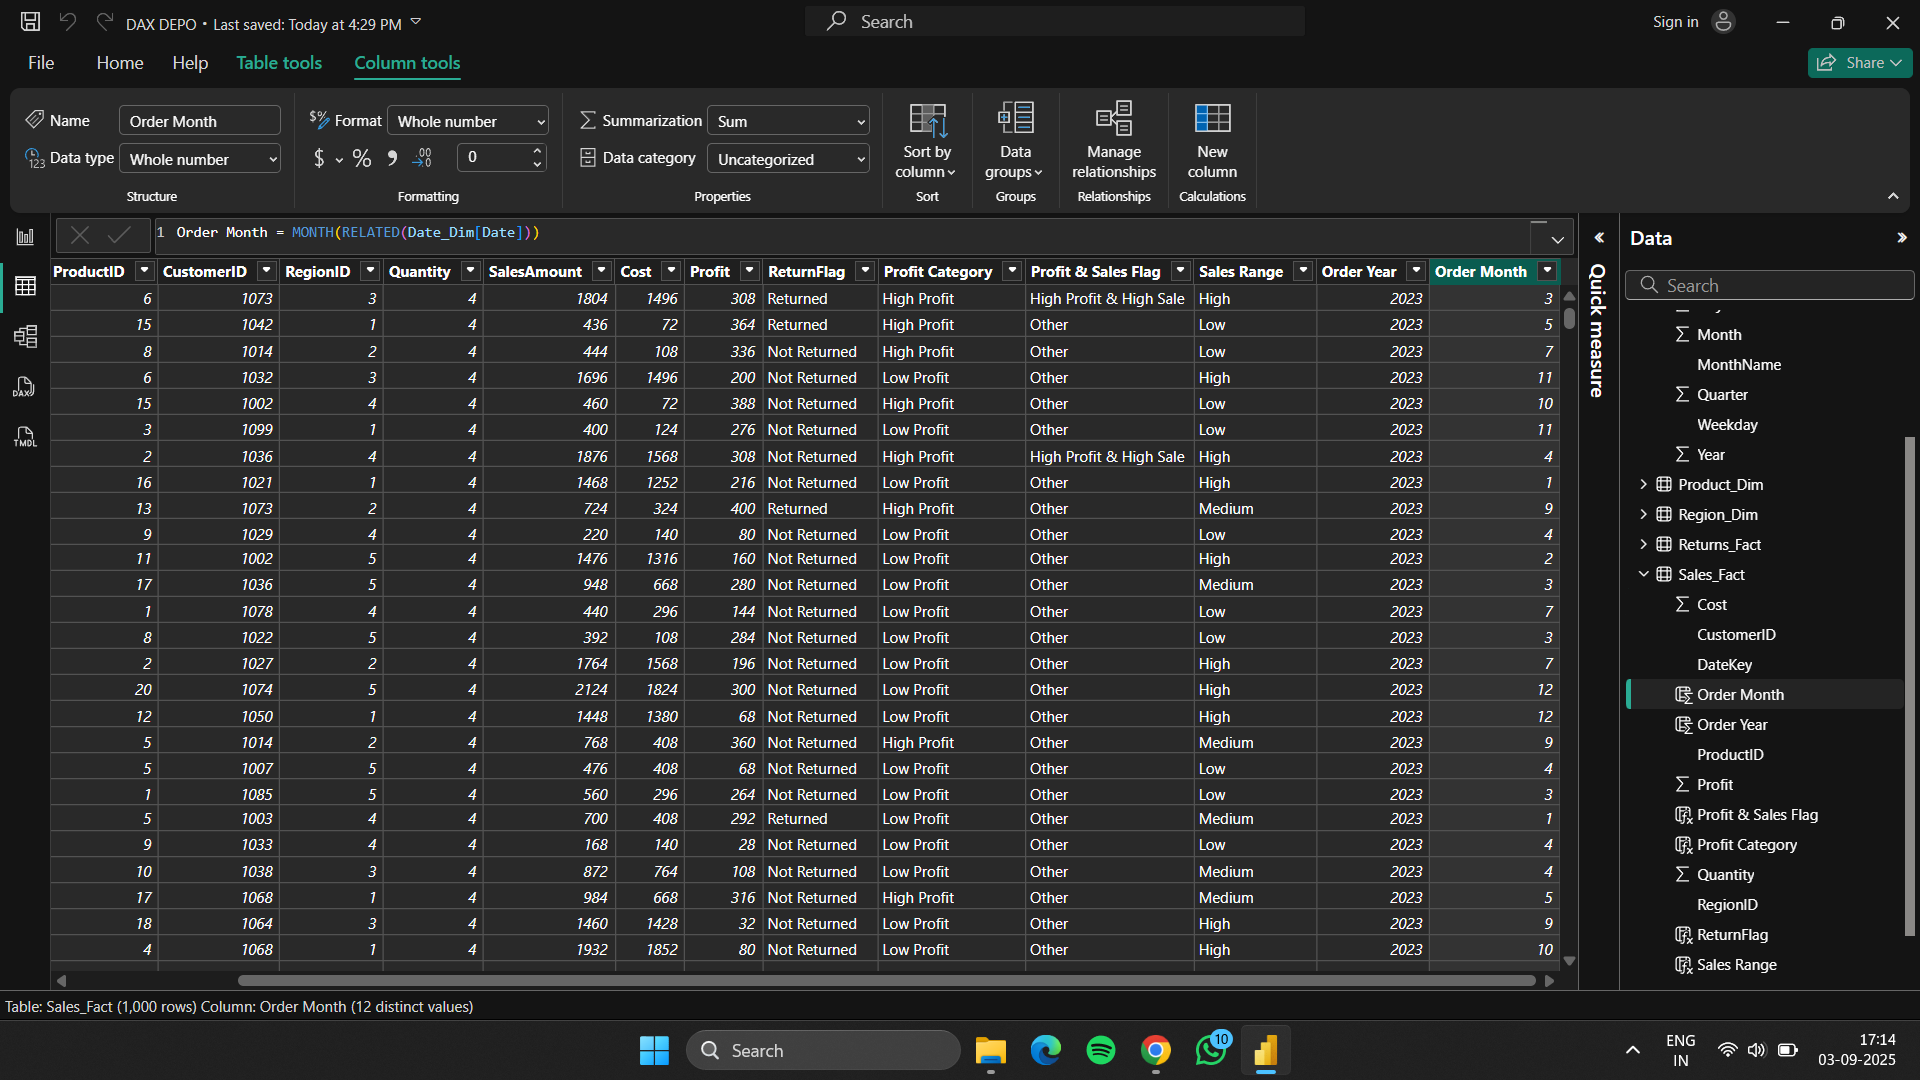 DAX DEPO • Last saved: Today at 4:29 PM
Search
Sign in
File Home Help Table tools Column tools
Share
Name Order Month
Data type Whole number
Structure
Format Whole number
$ % 0
Formatting
Summarization Sum
Data category Uncategorized
Properties
Sort by column
Sort
Data groups
Groups
Manage relationships
Relationships
New column
Calculations
1 Order Month = MONTH(RELATED(Date_Dim[Date]))
ProductID CustomerID RegionID Quantity SalesAmount Cost Profit ReturnFlag Profit Category Profit & Sales Flag Sales Range Order Year Order Month
6 1073 3 4 1804 1496 308 Returned High Profit High Profit & High Sale High 2023 3
15 1042 1 4 436 72 364 Returned High Profit Other Low 2023 5
8 1014 2 4 444 108 336 Not Returned High Profit Other Low 2023 7
6 1032 3 4 1696 1496 200 Not Returned Low Profit Other High 2023 11
15 1002 4 4 460 72 388 Not Returned High Profit Other Low 2023 10
3 1099 1 4 400 124 276 Not Returned Low Profit Other Low 2023 11
2 1036 4 4 1876 1568 308 Not Returned High Profit High Profit & High Sale High 2023 4
16 1021 1 4 1468 1252 216 Not Returned Low Profit Other High 2023 1
13 1073 2 4 724 324 400 Returned High Profit Other Medium 2023 9
9 1029 4 4 220 140 80 Not Returned Low Profit Other Low 2023 4
11 1002 5 4 1476 1316 160 Not Returned Low Profit Other High 2023 2
17 1036 5 4 948 668 280 Not Returned Low Profit Other Medium 2023 3
1 1078 4 4 440 296 144 Not Returned Low Profit Other Low 2023 7
8 1022 5 4 392 108 284 Not Returned Low Profit Other Low 2023 3
2 1027 2 4 1764 1568 196 Not Returned Low Profit Other High 2023 7
20 1074 5 4 2124 1824 300 Not Returned Low Profit Other High 2023 12
12 1050 1 4 1448 1380 68 Not Returned Low Profit Other High 2023 12
5 1014 2 4 768 408 360 Not Returned High Profit Other Medium 2023 9
5 1007 5 4 476 408 68 Not Returned Low Profit Other Low 2023 4
1 1085 5 4 560 296 264 Not Returned Low Profit Other Low 2023 3
5 1003 4 4 700 408 292 Returned Low Profit Other Medium 2023 1
9 1033 4 4 168 140 28 Not Returned Low Profit Other Low 2023 4
10 1038 3 4 872 764 108 Not Returned Low Profit Other Medium 2023 4
17 1068 1 4 984 668 316 Not Returned High Profit Other Medium 2023 5
18 1064 3 4 1460 1428 32 Not Returned Low Profit Other High 2023 9
4 1068 1 4 1932 1852 80 Not Returned Low Profit Other High 2023 10
Quick measure
Data
Search
Month
MonthName
Quarter
Weekday
Year
Product_Dim
Region_Dim
Returns_Fact
Sales_Fact
Cost
CustomerID
DateKey
Order Month
Order Year
ProductID
Profit
Profit & Sales Flag
Profit Category
Quantity
RegionID
ReturnFlag
Sales Range
DAX
TMDL
Table: Sales_Fact (1,000 rows) Column: Order Month (12 distinct values)
Search
10
ENG
IN
17:14
03-09-2025